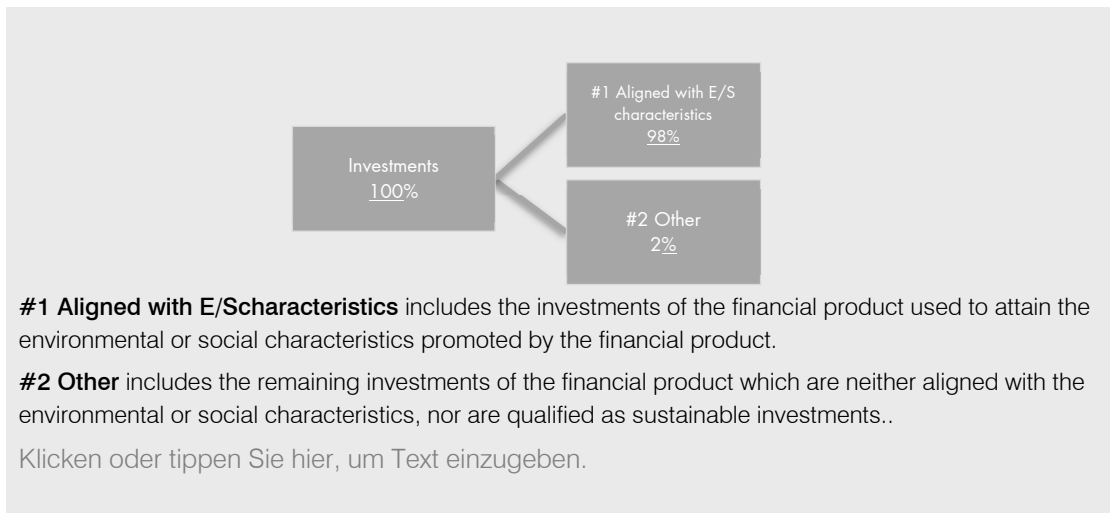 #1 Aligned with E/S
characteristics
98%
Investments
100%
#2 Other
2%
#1 Aligned with E/Scharacteristics includes the investments of the financial product used to attain the
environmental or social characteristics promoted by the financial product.
#2 Other includes the remaining investments of the financial product which are neither aligned with the
environmental or social characteristics, nor are qualified as sustainable investments..
Klicken oder tippen Sie hier, um Text einzugeben.